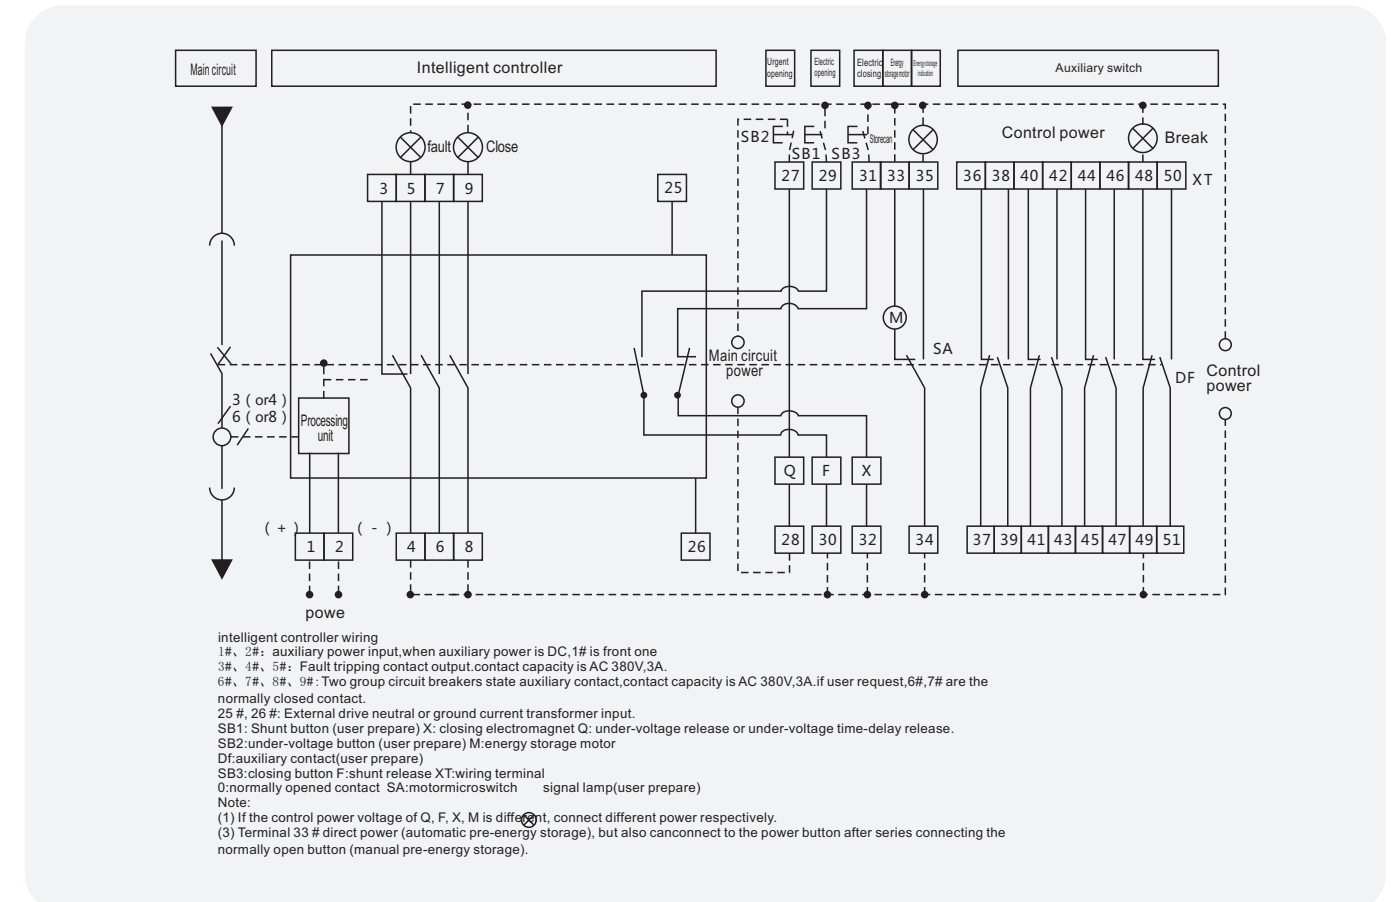 Main circuit
Intelligent controller
Urgent
opening
Electric
opening
Electric
closing
Energy
storage motor
Energy storage
indication
Auxiliary switch
fault
Close
SB2
SB1
SB3
Storecan
Control power
Break
3 5 7 9
25
27 29 31 33 35
36 38 40 42 44 46 48 50 XT
M
SA
Main circuit
power
DF
Control
power
3 ( or4 )
6 ( or8 )
Processing
unit
Q F X
( + )
( - )
1 2
4 6 8
26
28 30 32 34
37 39 41 43 45 47 49 51
powe
intelligent controller wiring
1#、2#: auxiliary power input,when auxiliary power is DC,1# is front one
3#、4#、5#: Fault tripping contact output.contact capacity is AC 380V,3A.
6#、7#、8#、9#: Two group circuit breakers state auxiliary contact,contact capacity is AC 380V,3A.if user request,6#,7# are the
normally closed contact.
25 #, 26 #: External drive neutral or ground current transformer input.
SB1: Shunt button (user prepare) X: closing electromagnet Q: under-voltage release or under-voltage time-delay release.
SB2:under-voltage button (user prepare) M:energy storage motor
Df:auxiliary contact(user prepare)
SB3:closing button F:shunt release XT:wiring terminal
0:normally opened contact SA:motormicroswitch signal lamp(user prepare)
Note:
(1) If the control power voltage of Q, F, X, M is different, connect different power respectively.
(3) Terminal 33 # direct power (automatic pre-energy storage), but also canconnect to the power button after series connecting the
normally open button (manual pre-energy storage).